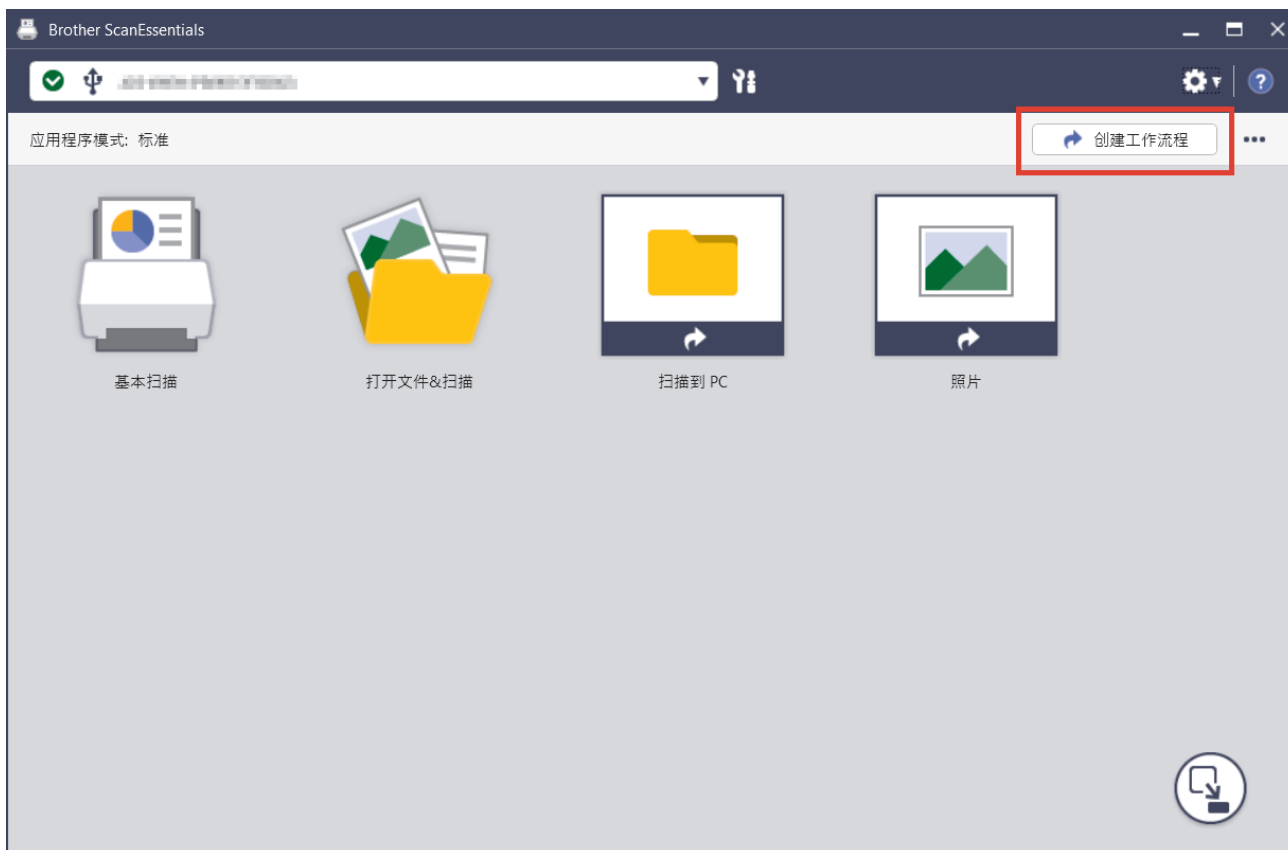 Brother ScanEssentials
应用程序模式: 标准
创建工作流程
基本扫描
打开文件&扫描
扫描到 PC
照片